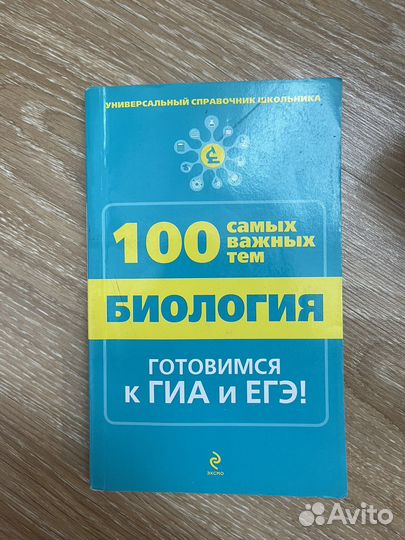 УНИВЕРСАЛЬНЫЙ СПРАВОЧНИК ШКОЛЬНИКА
100 самых
важных
тем
БИОЛОГИЯ
ГОТОВИМСЯ
К ГИА и ЕГЭ!
ЭКСМО
Avito